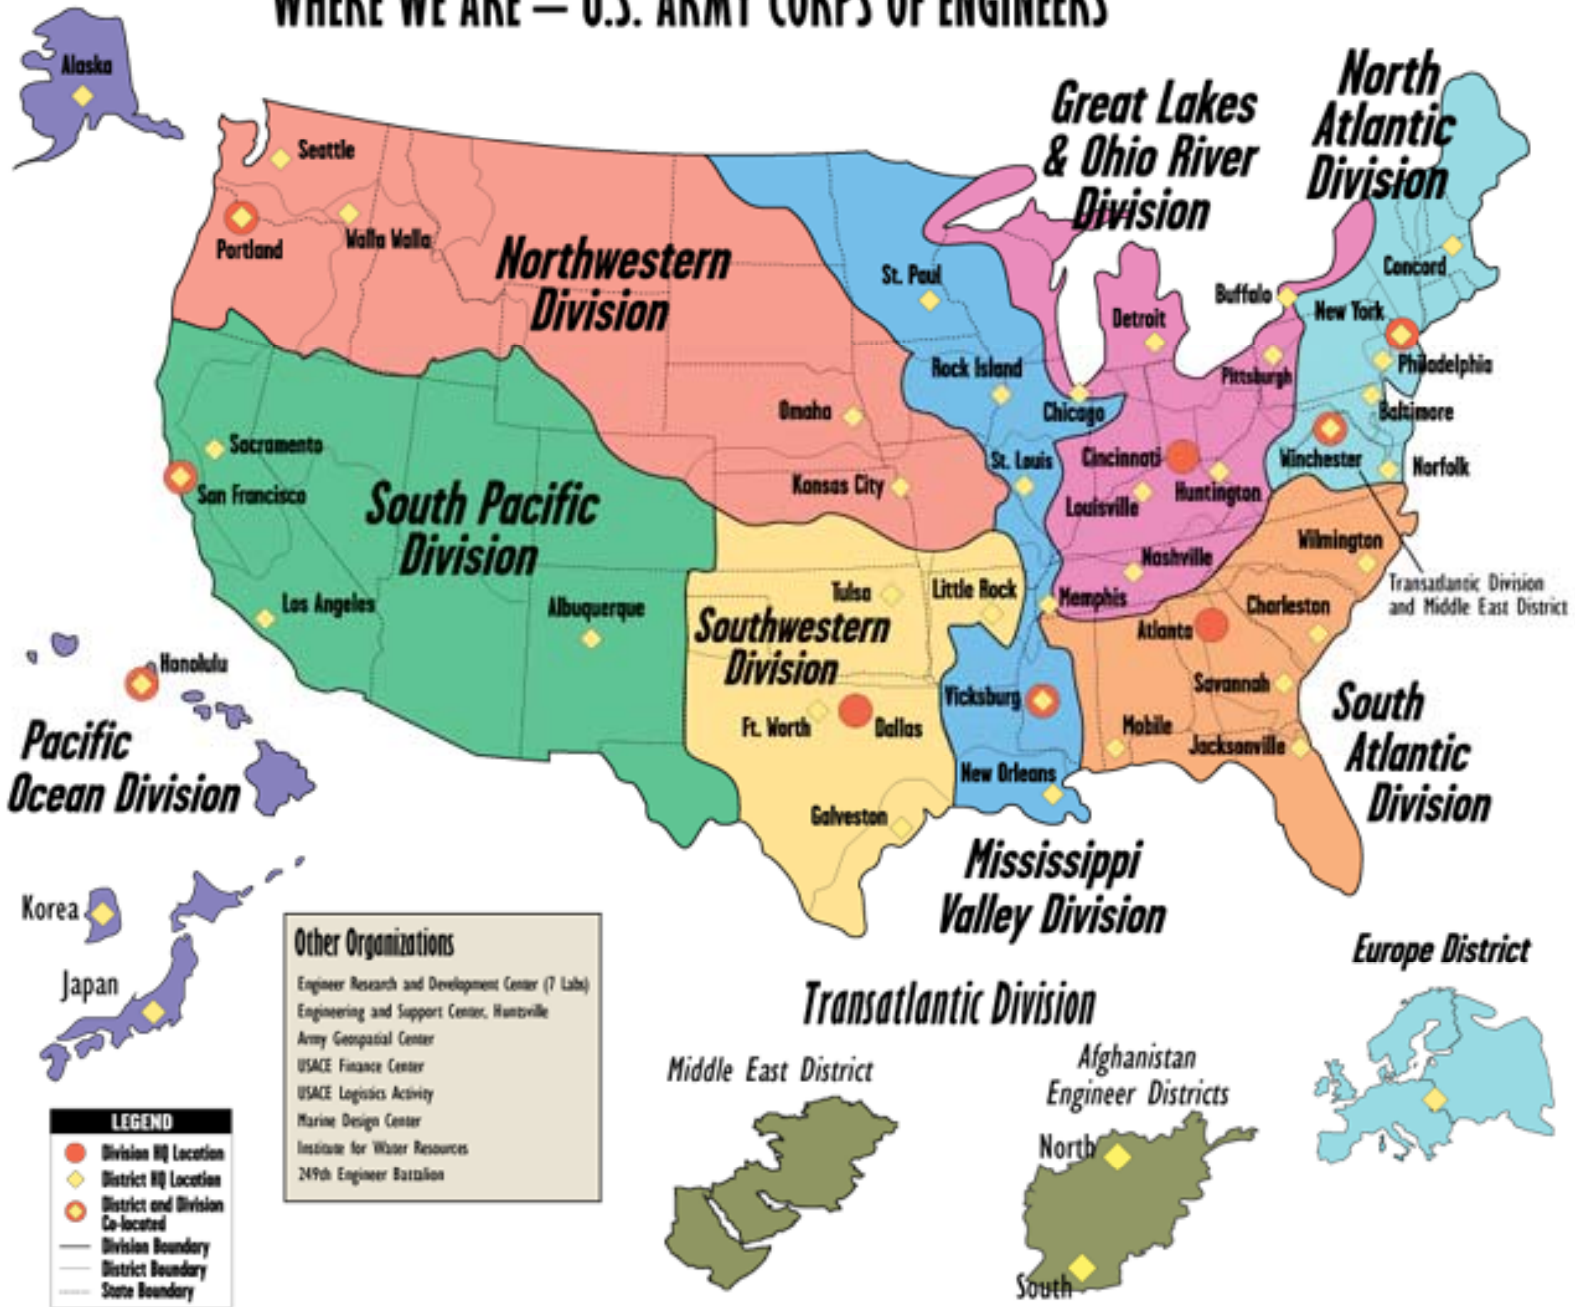 WHERE WE ARE – U.S. ARMY CORPS OF ENGINEERS
Alaska
Seattle
Portland
Walla Walla
Northwestern
Division
Omaha
Kansas City
Great Lakes
& Ohio River
Division
North
Atlantic
Division
St. Paul
Rock Island
Chicago
St. Louis
Detroit
Buffalo
Pittsburgh
Cincinnati
Louisville
Huntington
Nashville
Memphis
Concord
New York
Philadelphia
Baltimore
Winchester
Norfolk
Transatlantic Division
and Middle East District
Sacramento
San Francisco
South Pacific
Division
Los Angeles
Albuquerque
Tulsa
Little Rock
Southwestern
Division
Ft. Worth
Dallas
Galveston
Vicksburg
New Orleans
Mississippi
Valley Division
Wilmington
Charleston
Atlanta
Savannah
Mobile
Jacksonville
South
Atlantic
Division
Honolulu
Pacific
Ocean Division
Korea
Japan
Other Organizations
Engineer Research and Development Center (7 Labs)
Engineering and Support Center, Huntsville
Army Geospatial Center
USACE Finance Center
USACE Logistics Activity
Marine Design Center
Institute for Water Resources
249th Engineer Battalion
LEGEND
Division HQ Location
District HQ Location
District and Division
Co-located
Division Boundary
District Boundary
State Boundary
Transatlantic Division
Middle East District
Afghanistan
Engineer Districts
North
South
Europe District